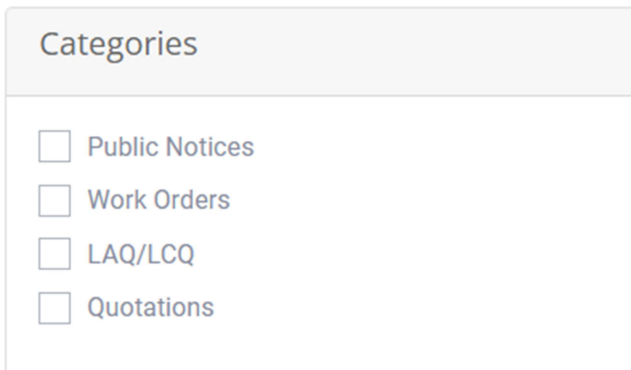 Categories
Public Notices
Work Orders
LAQ/LCQ
Quotations